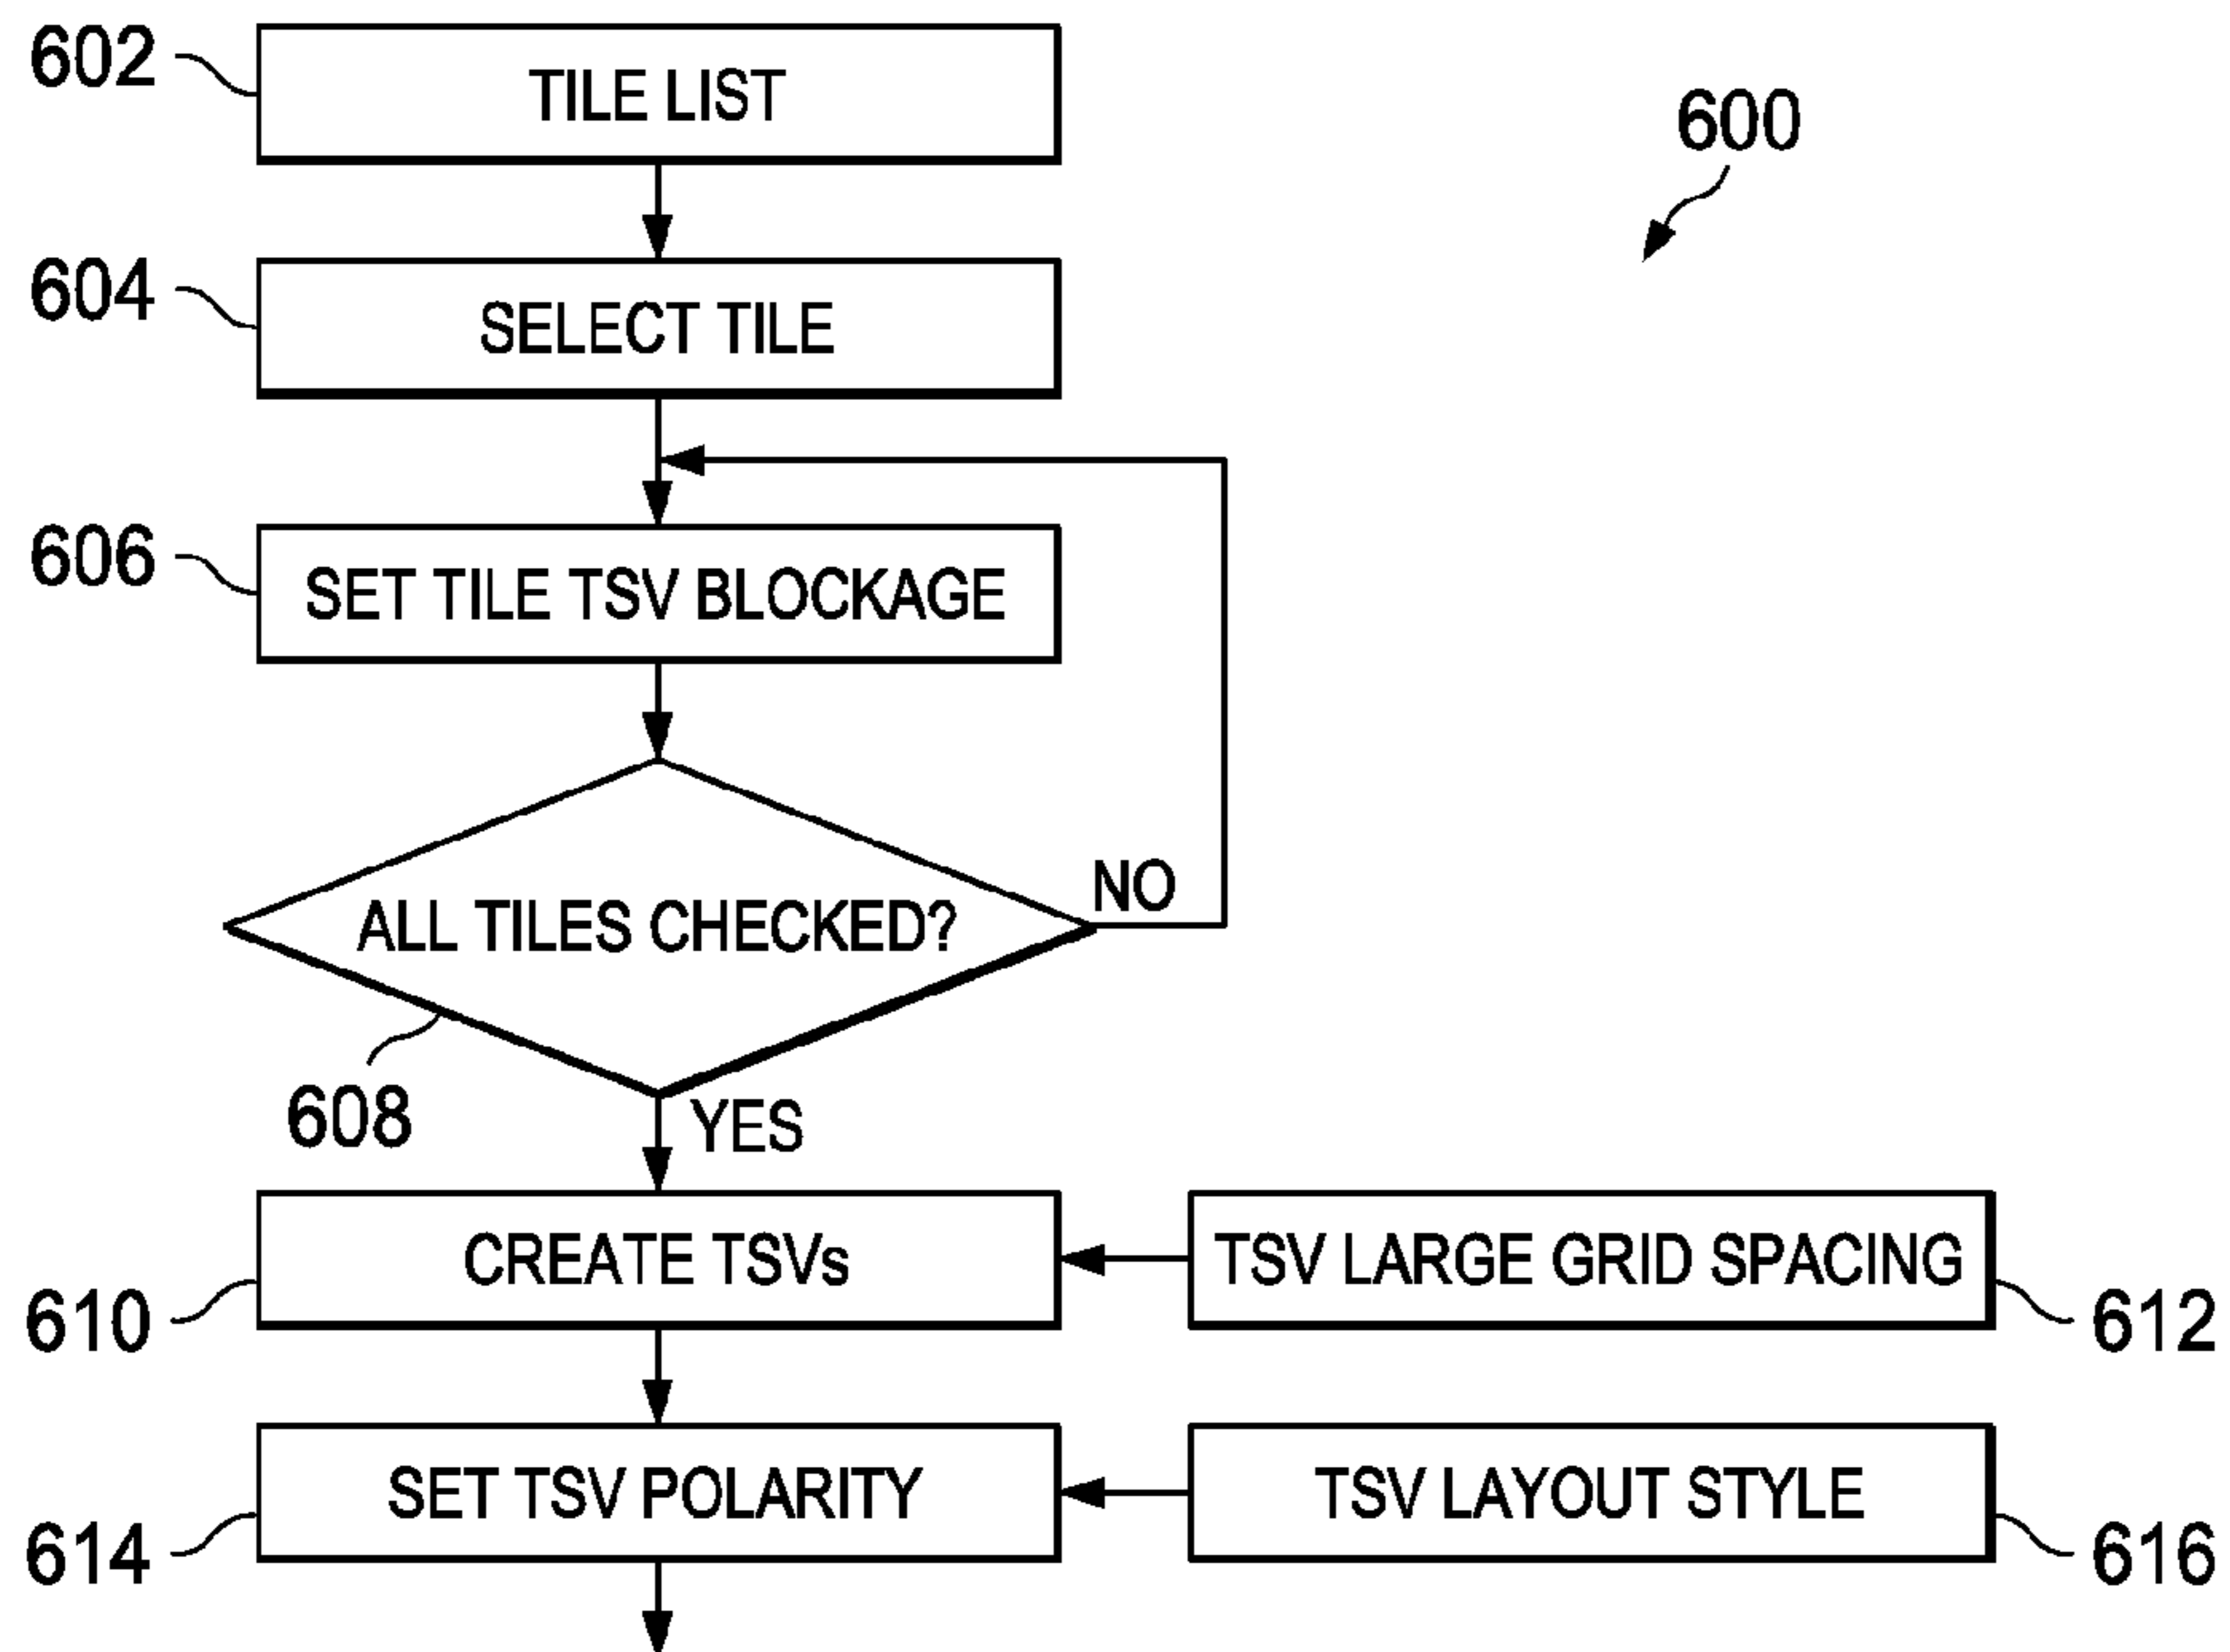 602
TILE LIST
600
604
SELECT TILE
606
SET TILE TSV BLOCKAGE
ALL TILES CHECKED?
NO
608
YES
610
CREATE TSVs
TSV LARGE GRID SPACING
612
614
SET TSV POLARITY
TSV LAYOUT STYLE
616